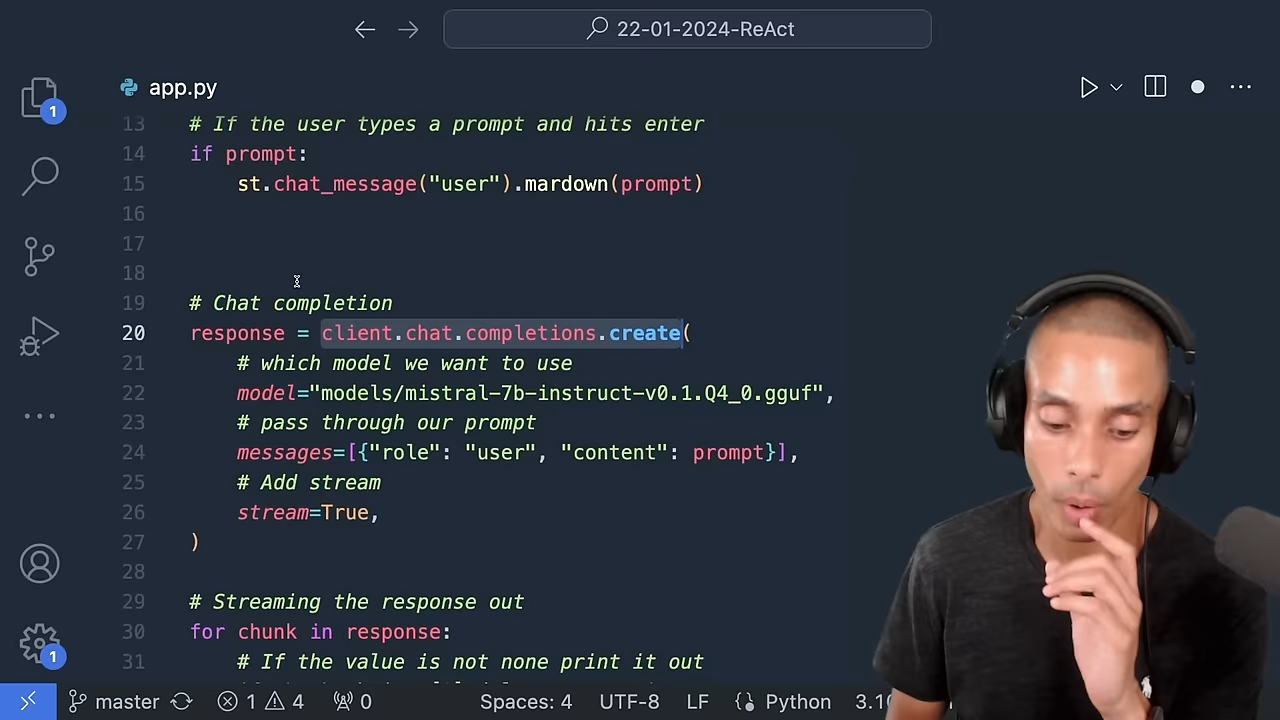 22-01-2024-ReAct
1
app.py
13 # If the user types a prompt and hits enter
14 if prompt:
15 st.chat_message("user").mardown(prompt)
16
17
18
19 # Chat completion
20 response = client.chat.completions.create(
21 # which model we want to use
22 model="models/mistral-7b-instruct-v0.1.Q4_0.gguf",
23 # pass through our prompt
24 messages=[{"role": "user", "content": prompt}],
25 # Add stream
26 stream=True,
27 )
28
29 # Streaming the response out
30 for chunk in response:
31 # If the value is not none print it out
1
master 1 4 0 Spaces: 4 UTF-8 LF Python